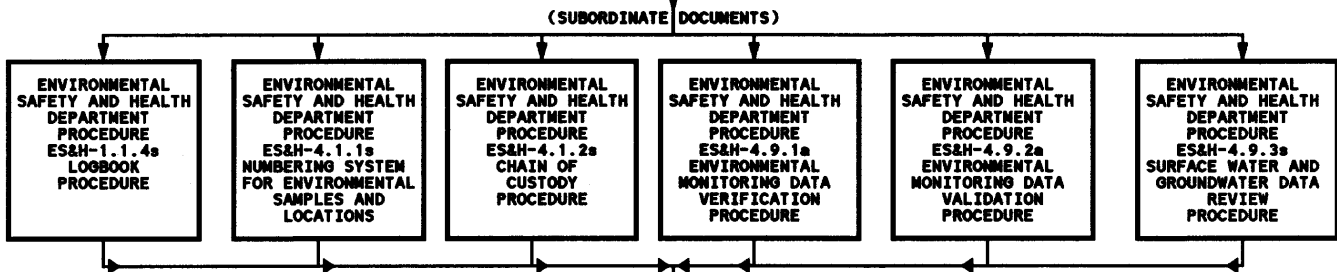 (SUBORDINATE DOCUMENTS)
ENVIRONMENTAL
SAFETY AND HEALTH
DEPARTMENT
PROCEDURE
ES&H-1.1.4s
LOGBOOK
PROCEDURE
ENVIRONMENTAL
SAFETY AND HEALTH
DEPARTMENT
PROCEDURE
ES&H-4.1.1s
NUMBERING SYSTEM
FOR ENVIRONMENTAL
SAMPLES AND
LOCATIONS
ENVIRONMENTAL
SAFETY AND HEALTH
DEPARTMENT
PROCEDURE
ES&H-4.1.2s
CHAIN OF
CUSTODY
PROCEDURE
ENVIRONMENTAL
SAFETY AND HEALTH
DEPARTMENT
PROCEDURE
ES&H-4.9.1a
ENVIRONMENTAL
MONITORING DATA
VERIFICATION
PROCEDURE
ENVIRONMENTAL
SAFETY AND HEALTH
DEPARTMENT
PROCEDURE
ES&H-4.9.2a
ENVIRONMENTAL
MONITORING DATA
VALIDATION
PROCEDURE
ENVIRONMENTAL
SAFETY AND HEALTH
DEPARTMENT
PROCEDURE
ES&H-4.9.3s
SURFACE WATER AND
GROUNDWATER DATA
REVIEW
PROCEDURE